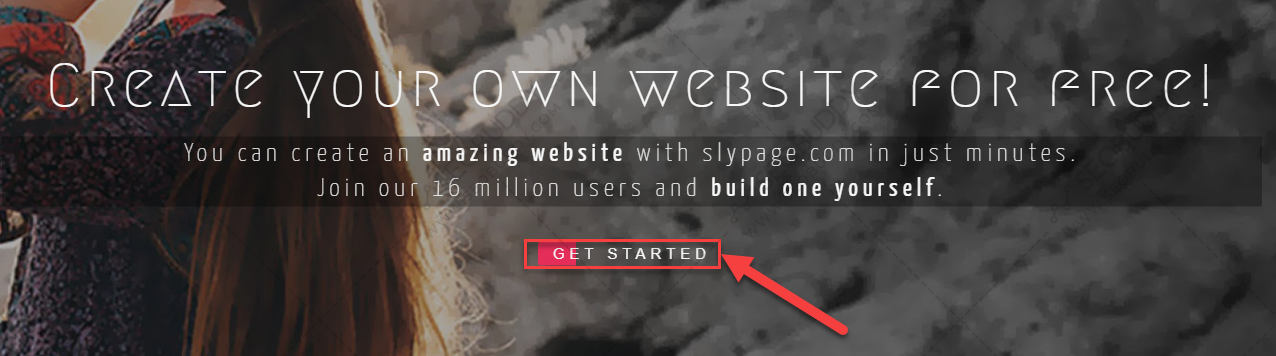 Create your own website for free!
You can create an amazing website with slypage.com in just minutes.
Join our 16 million users and build one yourself.
GET STARTED